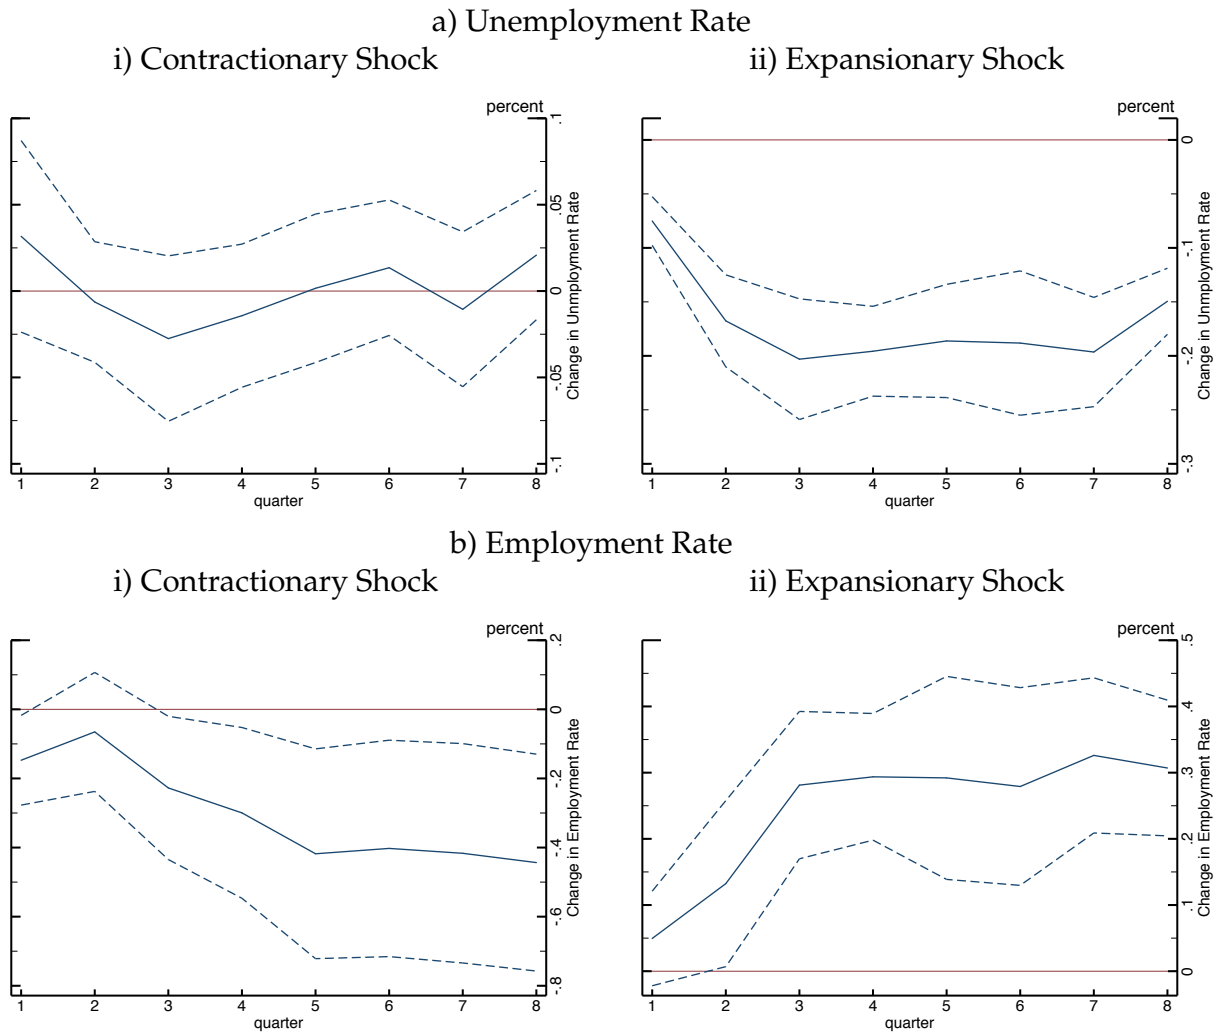 a) Unemployment Rate
i) Contractionary Shock
ii) Expansionary Shock
percent
.1
.05
0
-.05
-.1
Change in Unmployment Rate
1 2 3 4 5 6 7 8
quarter
percent
0
-.1
-.2
-.3
Change in Unmployment Rate
1 2 3 4 5 6 7 8
quarter
b) Employment Rate
i) Contractionary Shock
ii) Expansionary Shock
percent
.2
0
-.2
-.4
-.6
-.8
Change in Employment Rate
1 2 3 4 5 6 7 8
quarter
percent
.5
.4
.3
.2
.1
0
Change in Employment Rate
1 2 3 4 5 6 7 8
quarter